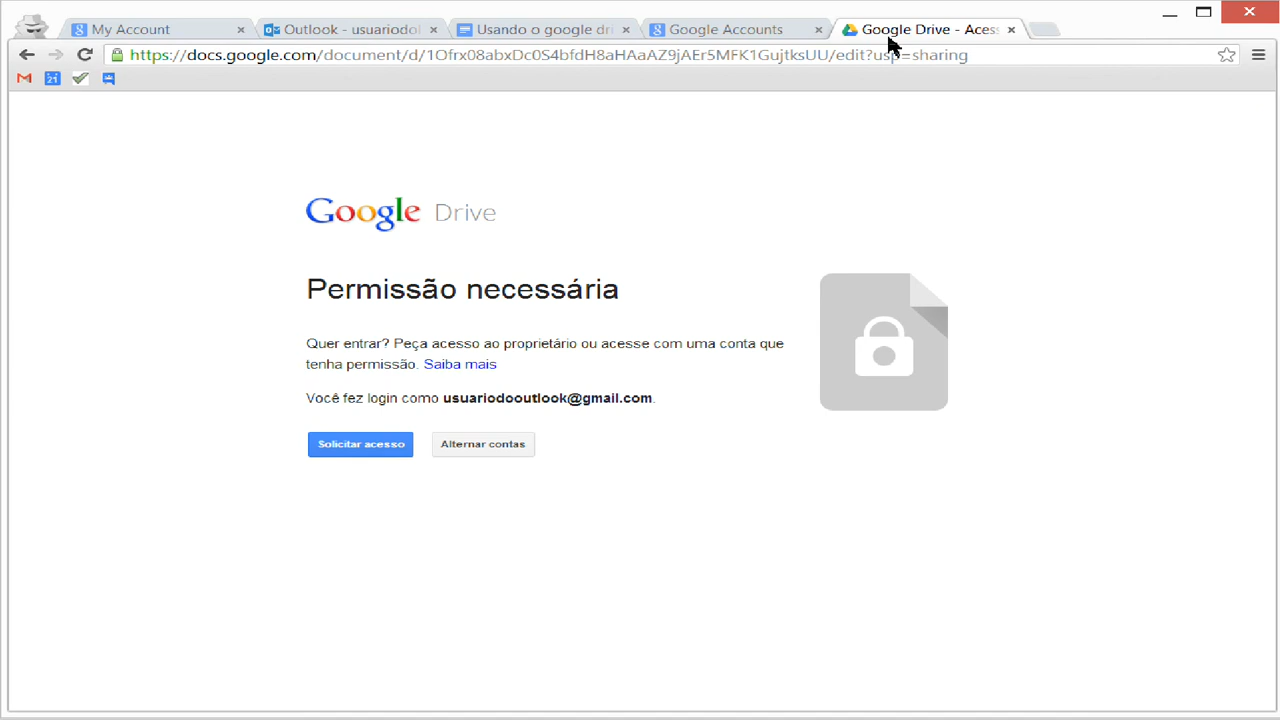 My Account
Outlook - usuariodo
Usando o google dri
Google Accounts
Google Drive - Acess
https://docs.google.com/document/d/1Ofrx08abxDc0S4bfdH8aHAaAZ9jAEr5MFK1GujtksUU/edit?usp=sharing
21
Google Drive
Permissão necessária
Quer entrar? Peça acesso ao proprietário ou acesse com uma conta que
tenha permissão. Saiba mais
Você fez login como usuariodooutlook@gmail.com.
Solicitar acesso
Alternar contas